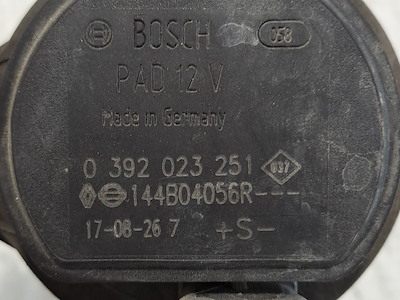 BOSCH 058
PAD 12 V
Made in Germany
0 392 023 251 037
144B04056R---
17-08-26 7 +S-